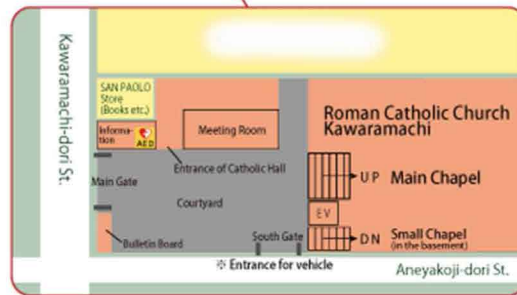 Kawaramachi-dori St.
SAN PAOLO
Store
(Books etc.)
Informa-
tion
AED
Meeting Room
Entrance of Catholic Hall
Main Gate
Courtyard
Bulletin Board
South Gate
Roman Catholic Church
Kawaramachi
UP Main Chapel
EV
DN Small Chapel
(in the basement)
※ Entrance for vehicle
Aneyakoji-dori St.